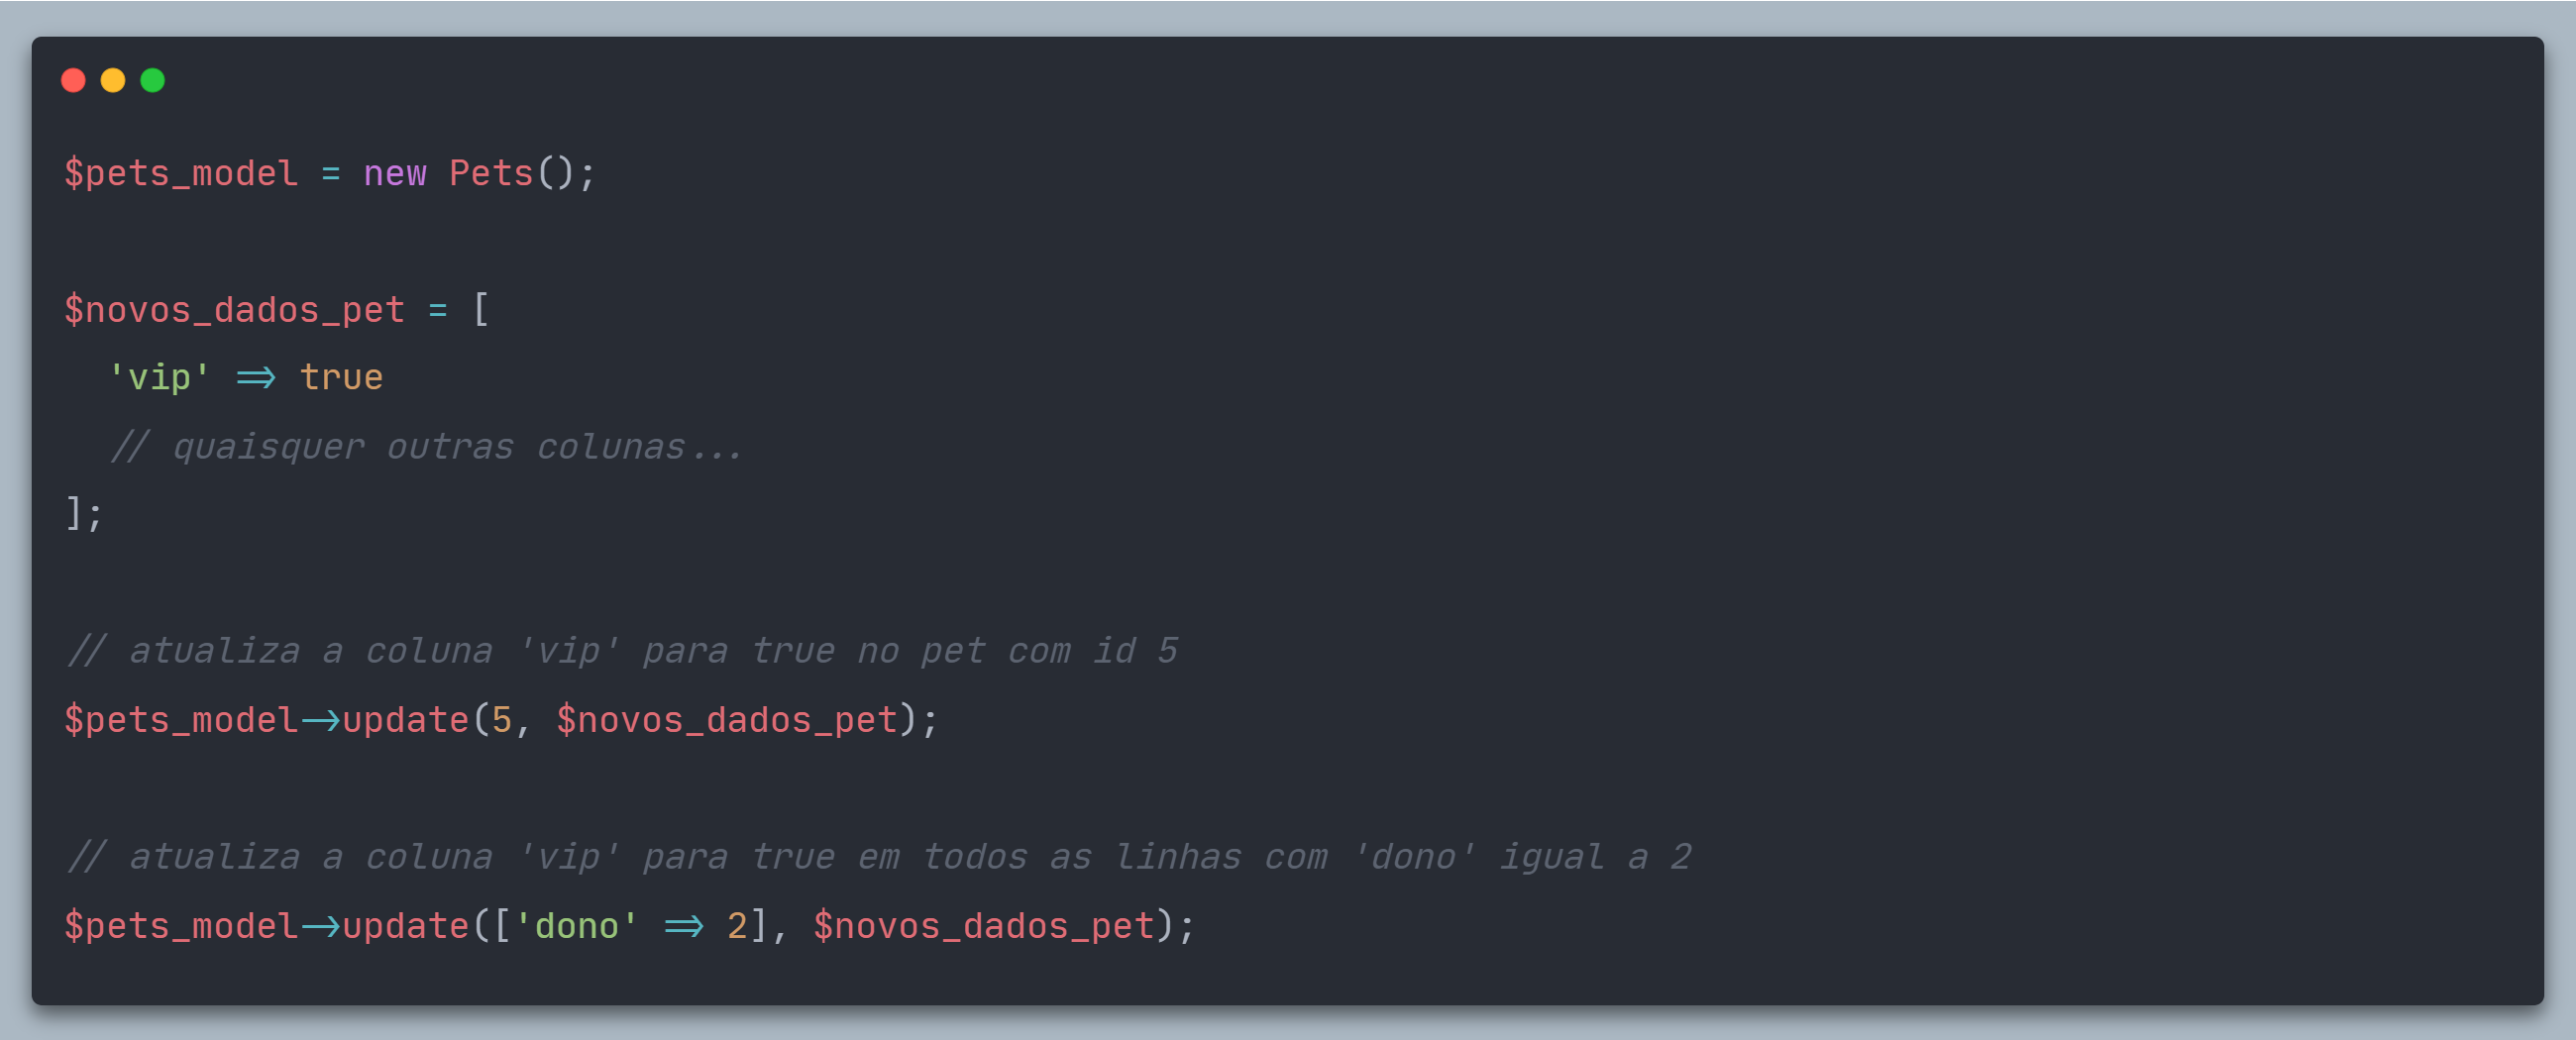 $pets_model = new Pets();
$novos_dados_pet = [
'vip' => true
// quaisquer outras colunas...
];
// atualiza a coluna 'vip' para true no pet com id 5
$pets_model->update(5, $novos_dados_pet);
// atualiza a coluna 'vip' para true em todos as linhas com 'dono' igual a 2
$pets_model->update(['dono' => 2], $novos_dados_pet);